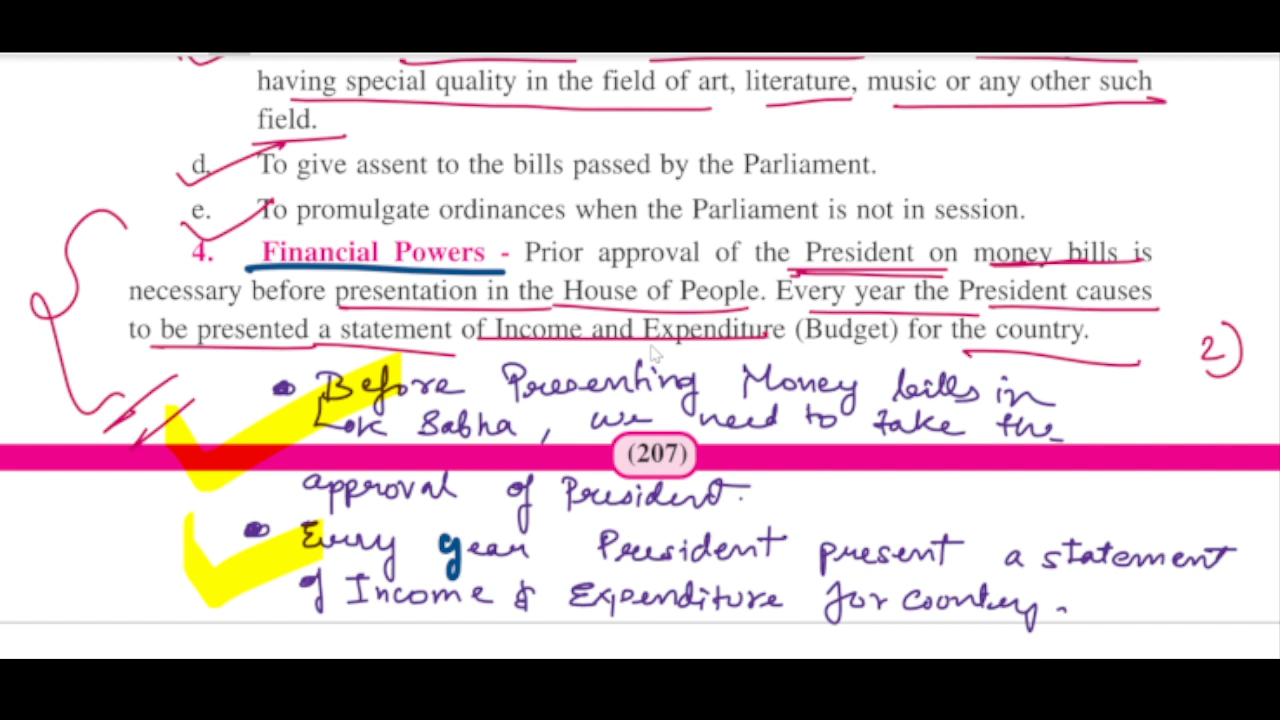 having special quality in the field of art, literature, music or any other such
field.
d. To give assent to the bills passed by the Parliament.
e. To promulgate ordinances when the Parliament is not in session.
4. Financial Powers - Prior approval of the President on money bills is
necessary before presentation in the House of People. Every year the President causes
to be presented a statement of Income and Expenditure (Budget) for the country.
2)
• Before Presenting Money bills in
Lok Sabha, we need to take the
(207)
approval of President.
• Every year President present a statement
of Income & Expenditure for country.